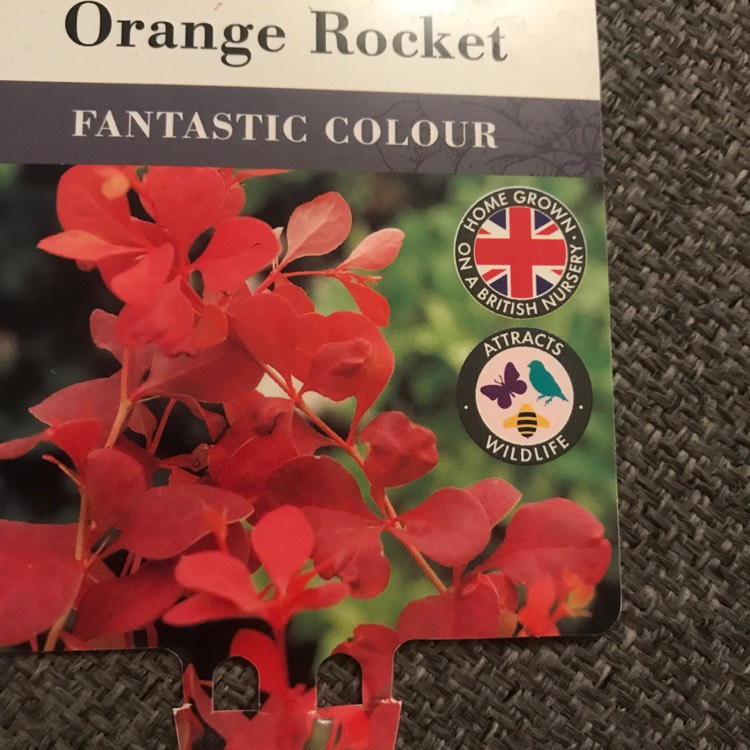 Orange Rocket
FANTASTIC COLOUR
HOME GROWN
ON A BRITISH NURSERY
ATTRACTS
WILDLIFE